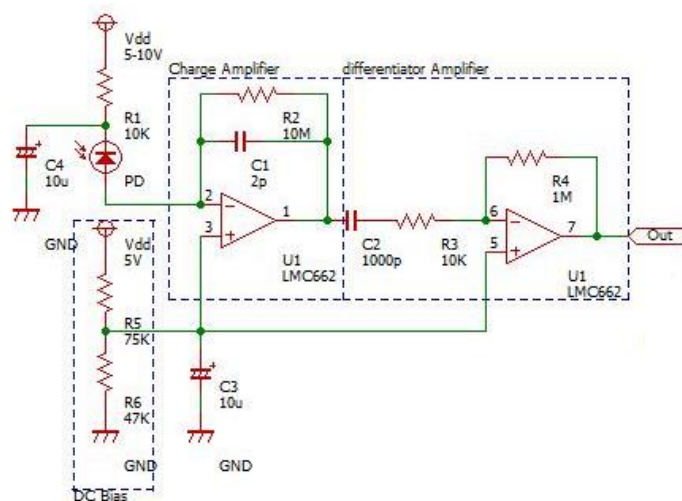 Vdd
5-10V
Charge Amplifier
differentiator Amplifier
R1
10K
R2
10M
C4
10u
PD
C1
2p
R4
1M
2
3
1
6
5
7
Out
GND
Vdd
5V
C2
1000p
R3
10K
U1
LMC662
U1
LMC662
R5
75K
R6
47K
C3
10u
GND
GND
DC Bias